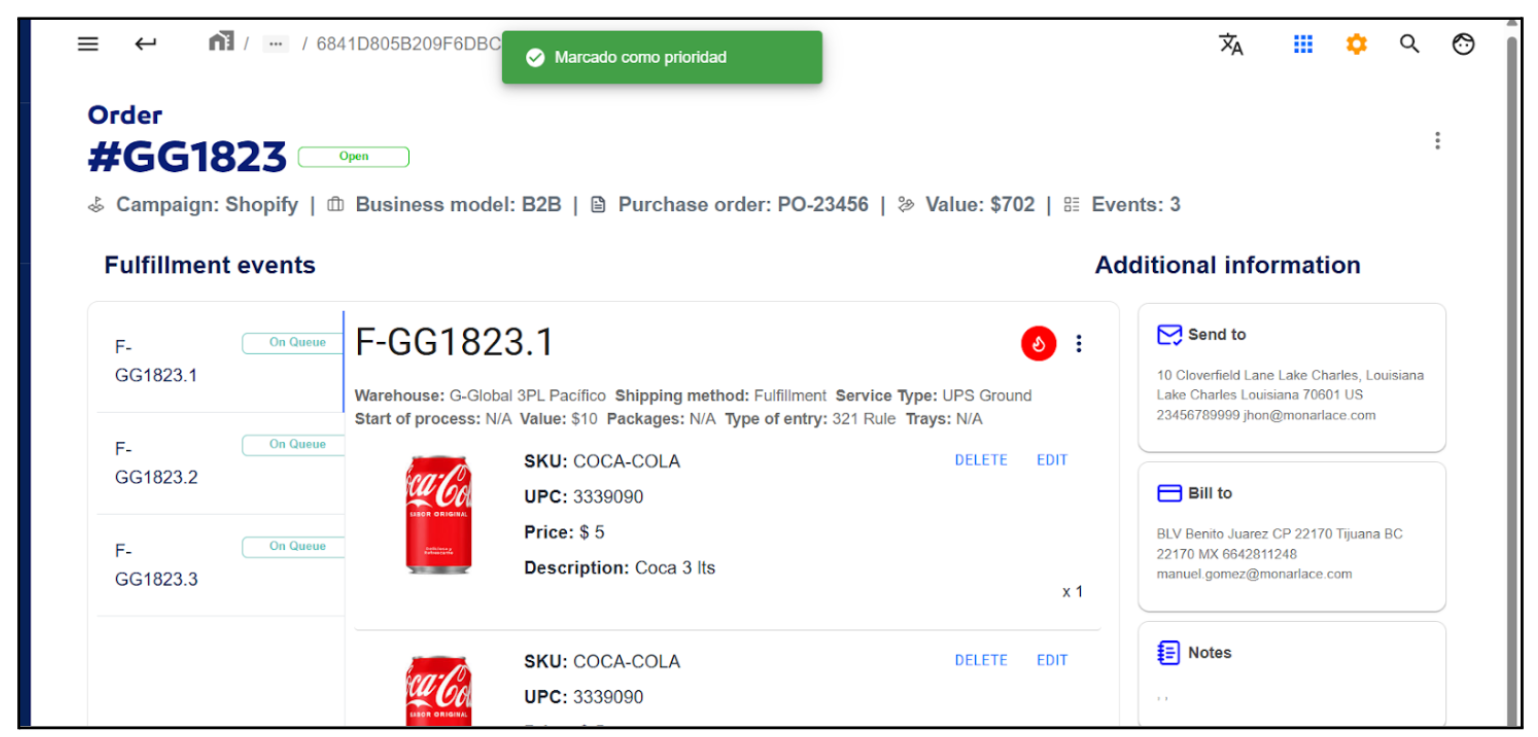 / ... / 6841D805B209F6DBC
Marcado como prioridad
Order
#GG1823 Open
Campaign: Shopify | Business model: B2B | Purchase order: PO-23456 | Value: $702 | Events: 3
Fulfillment events
Additional information
F-
GG1823.1
On Queue
F-
GG1823.2
On Queue
F-
GG1823.3
On Queue
F-GG1823.1
Warehouse: G-Global 3PL Pacífico Shipping method: Fulfillment Service Type: UPS Ground
Start of process: N/A Value: $10 Packages: N/A Type of entry: 321 Rule Trays: N/A
Coca-Cola
SABOR ORIGINAL
SKU: COCA-COLA
DELETE EDIT
UPC: 3339090
Price: $ 5
Description: Coca 3 lts
x 1
Coca-Cola
SABOR ORIGINAL
SKU: COCA-COLA
DELETE EDIT
UPC: 3339090
Send to
10 Cloverfield Lane Lake Charles, Louisiana
Lake Charles Louisiana 70601 US
23456789999 jhon@monarlace.com
Bill to
BLV Benito Juarez CP 22170 Tijuana BC
22170 MX 6642811248
manuel.gomez@monarlace.com
Notes
, ,